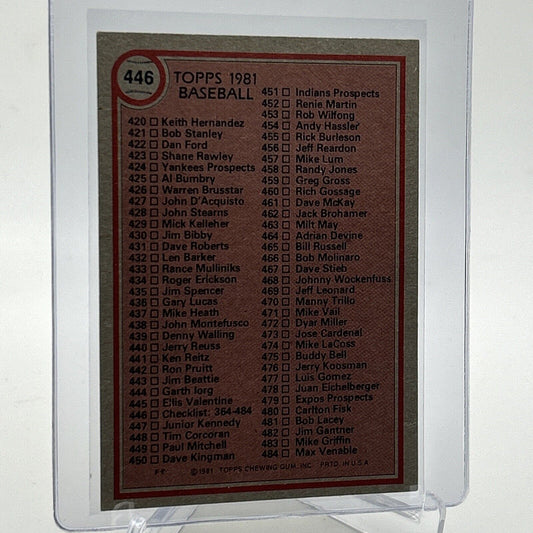 446
TOPPS 1981
BASEBALL
420 Keith Hernandez
421 Bob Stanley
422 Dan Ford
423 Shane Rawley
424 Yankees Prospects
425 Al Bumbry
426 Warren Brusstar
427 John D'Acquisto
428 John Stearns
429 Mick Kelleher
430 Jim Bibby
431 Dave Roberts
432 Len Barker
433 Rance Mulliniks
434 Roger Erickson
435 Jim Spencer
436 Gary Lucas
437 Mike Heath
438 John Montefusco
439 Denny Walling
440 Jerry Reuss
441 Ken Reitz
442 Ron Pruitt
443 Jim Beattie
444 Garth Iorg
445 Ellis Valentine
446 Checklist: 364-484
447 Junior Kennedy
448 Tim Corcoran
449 Paul Mitchell
450 Dave Kingman
451 Indians Prospects
452 Renie Martin
453 Rob Wilfong
454 Andy Hassler
455 Rick Burleson
456 Jeff Reardon
457 Mike Lum
458 Randy Jones
459 Greg Gross
460 Rich Gossage
461 Dave McKay
462 Jack Brohamer
463 Milt May
464 Adrian Devine
465 Bill Russell
466 Bob Molinaro
467 Dave Stieb
468 Johnny Wockenfuss
469 Jeff Leonard
470 Manny Trillo
471 Mike Vail
472 Dyar Miller
473 Jose Cardenal
474 Mike LaCoss
475 Buddy Bell
476 Jerry Koosman
477 Luis Gomez
478 Juan Eichelberger
479 Expos Prospects
480 Carlton Fisk
481 Bob Lacey
482 Jim Gantner
483 Mike Griffin
484 Max Venable
© 1981 TOPPS CHEWING GUM, INC. PRTD. IN U.S.A.